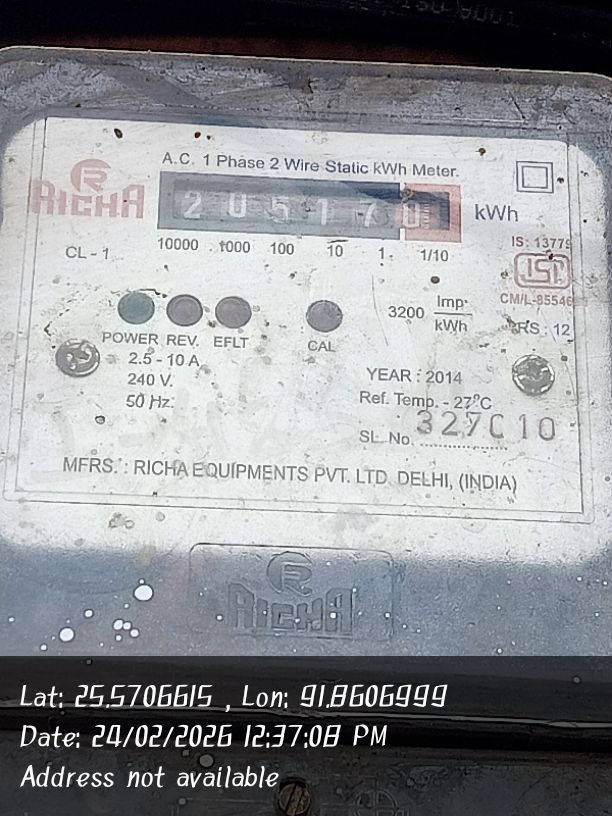 A.C. 1 Phase 2 Wire Static kWh Meter.
RICHA
205170 kWh
10000 1000 100 10 1 1/10
CL - 1
IS: 13779
ISI
CM/L-85546
3200 Imp/kWh
RS : 12
POWER REV. EFLT CAL
2.5 - 10 A
240 V.
50 Hz.
YEAR : 2014
Ref. Temp. - 27°C
SL. No. 327010
MFRS. : RICHA EQUIPMENTS PVT. LTD. DELHI, (INDIA)
RICHA
Lat: 25.5706615 , Lon: 91.8606999
Date: 24/02/2026 12:37:08 PM
Address not available